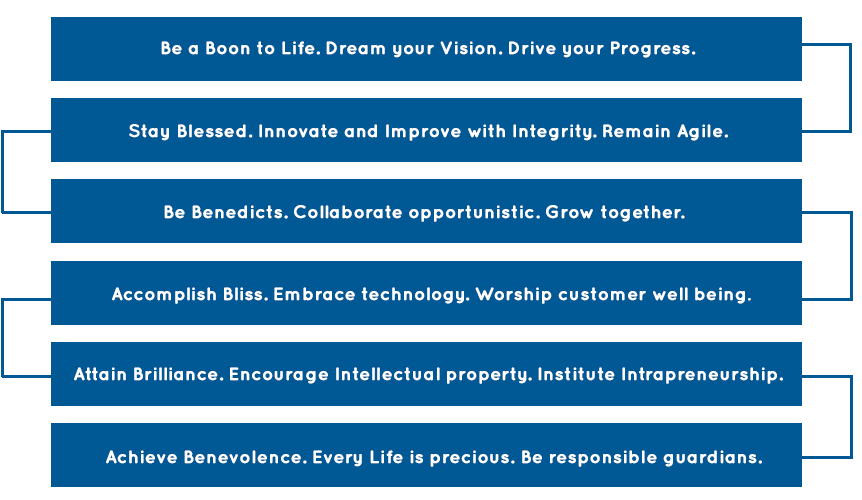 Be a Boon to Life. Dream your Vision. Drive your Progress.
Stay Blessed. Innovate and Improve with Integrity. Remain Agile.
Be Benedicts. Collaborate opportunistic. Grow together.
Accomplish Bliss. Embrace technology. Worship customer well being.
Attain Brilliance. Encourage Intellectual property. Institute Intrapreneurship.
Achieve Benevolence. Every Life is precious. Be responsible guardians.